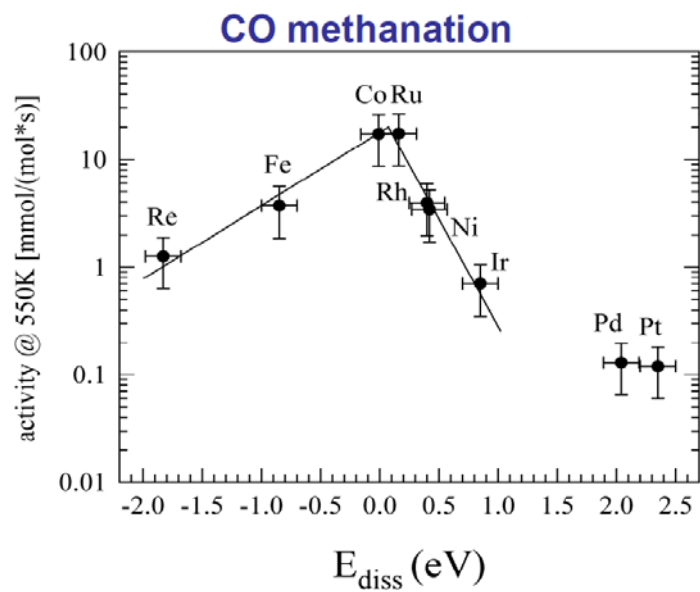 CO methanation
activity @ 550K [mmol/(mol*s)]
100
10
1
0.1
0.01
Co Ru
Fe
Re
Rh
Ni
Ir
Pd Pt
-2.0 -1.5 -1.0 -0.5 0.0 0.5 1.0 1.5 2.0 2.5
E_diss (eV)